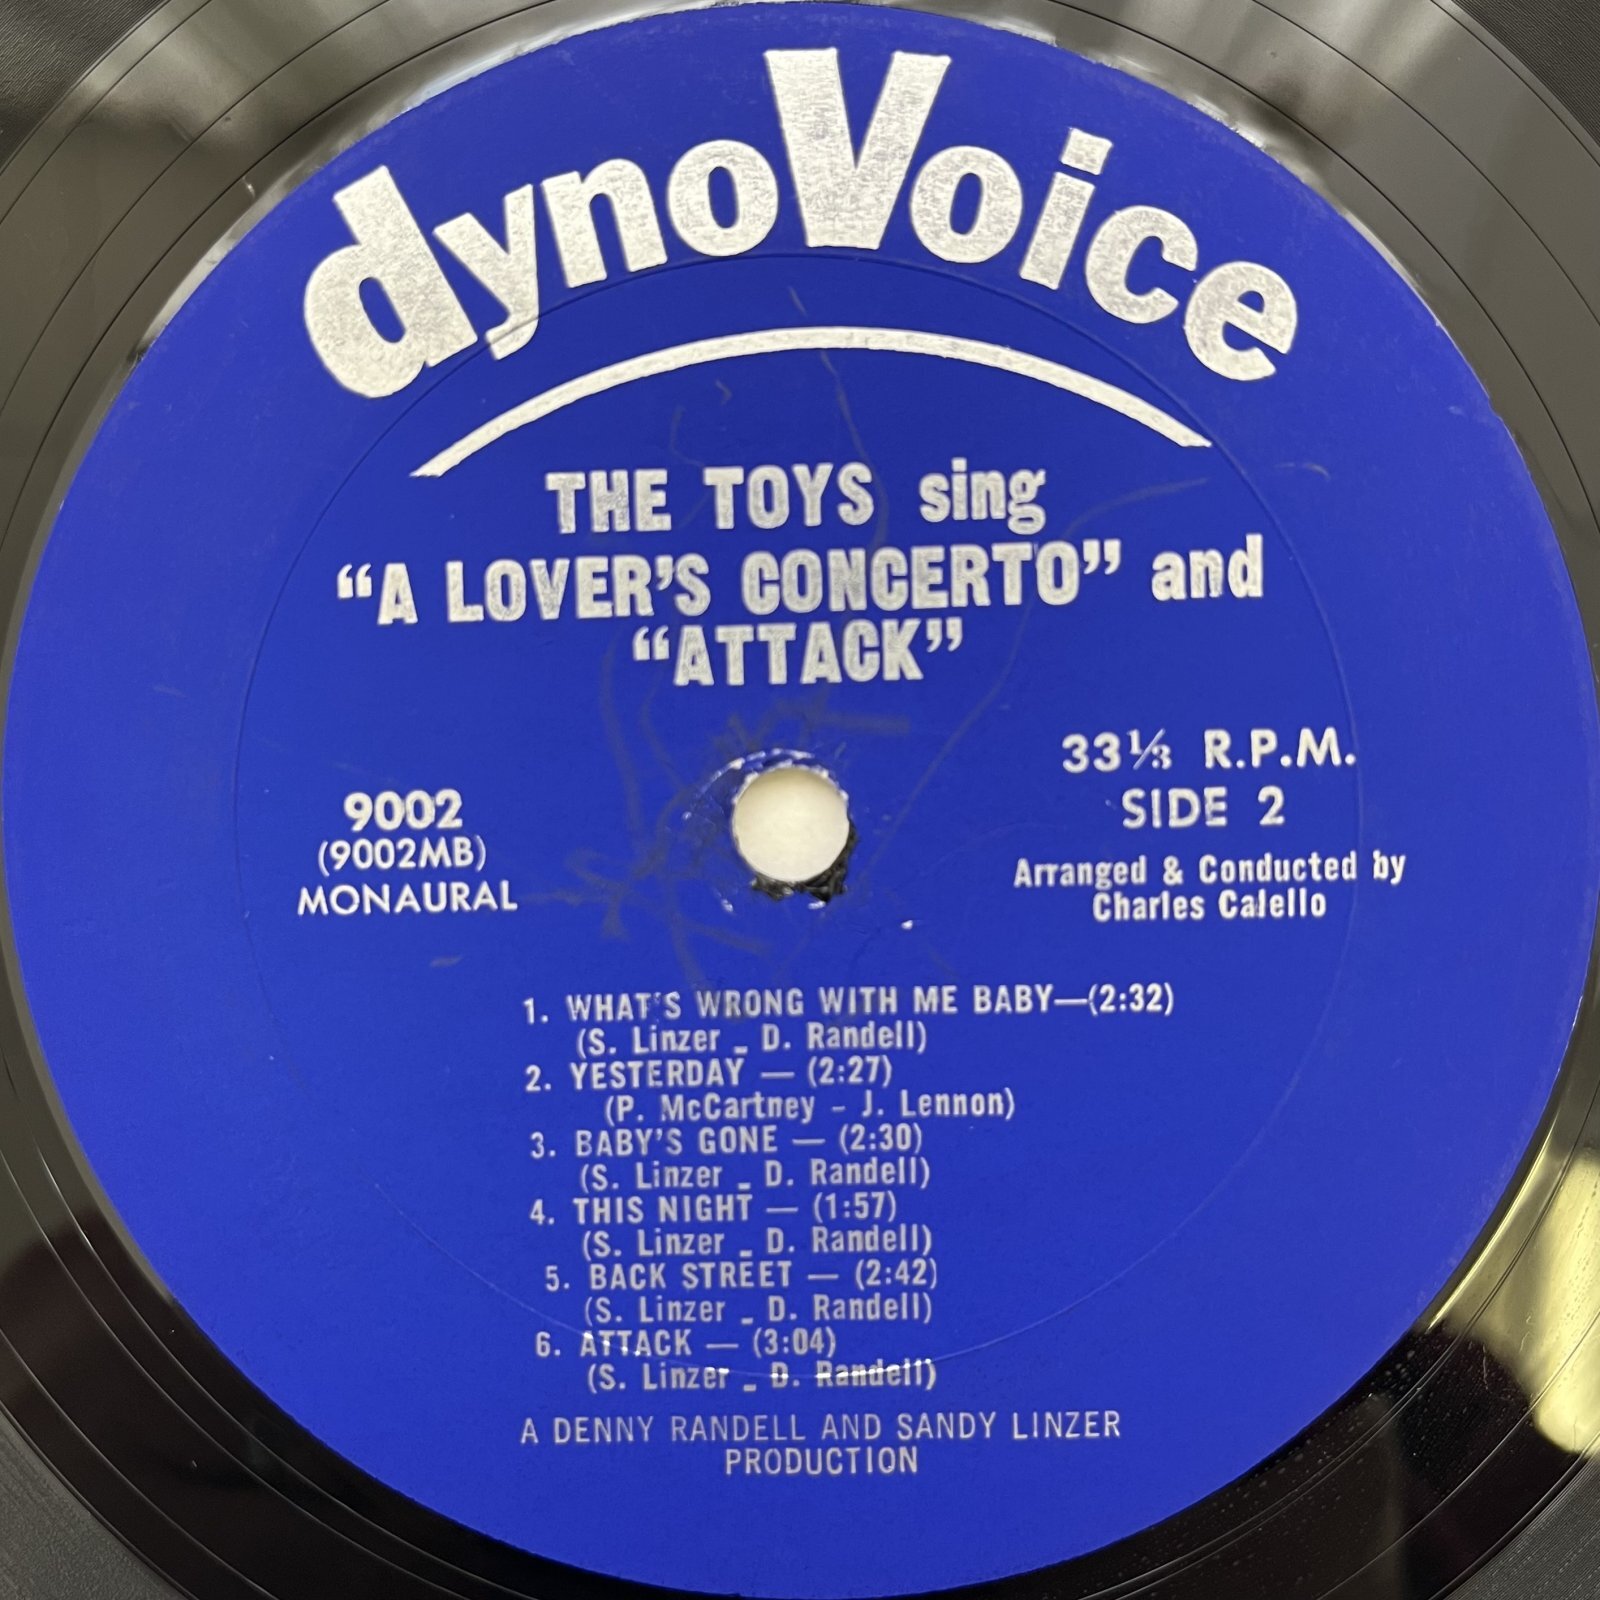 dynoVoice
THE TOYS sing
“A LOVER’S CONCERTO” and
“ATTACK”
33⅓ R.P.M.
SIDE 2
9002
(9002MB)
MONAURAL
Arranged & Conducted by
Charles Calello
1. WHAT'S WRONG WITH ME BABY—(2:32)
(S. Linzer - D. Randell)
2. YESTERDAY — (2:27)
(P. McCartney - J. Lennon)
3. BABY'S GONE — (2:30)
(S. Linzer - D. Randell)
4. THIS NIGHT — (1:57)
(S. Linzer - D. Randell)
5. BACK STREET — (2:42)
(S. Linzer - D. Randell)
6. ATTACK — (3:04)
(S. Linzer - D. Randell)
A DENNY RANDELL AND SANDY LINZER
PRODUCTION